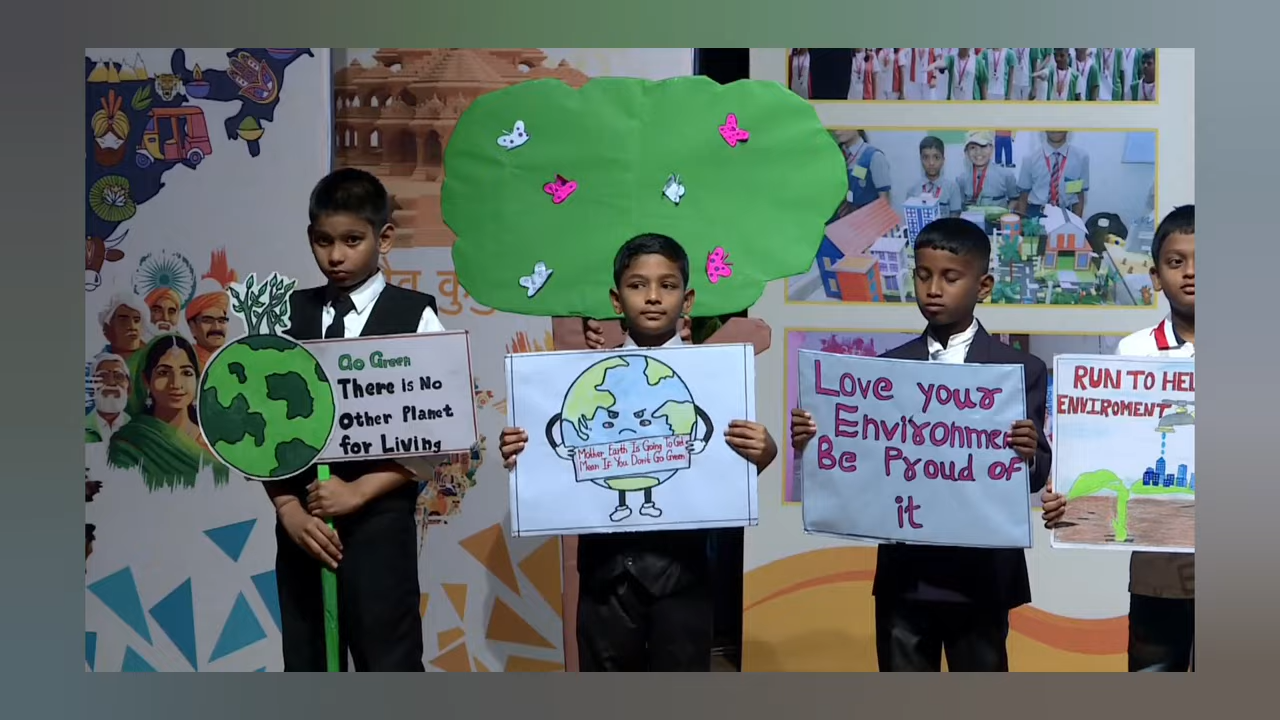 Go Green
There is No
Other Planet
for Living
Mother Earth Is Going To Get
Mean If You Don't Go Green
Love your
Environmen
Be Proud of
it
RUN TO HEL
ENVIROMENT